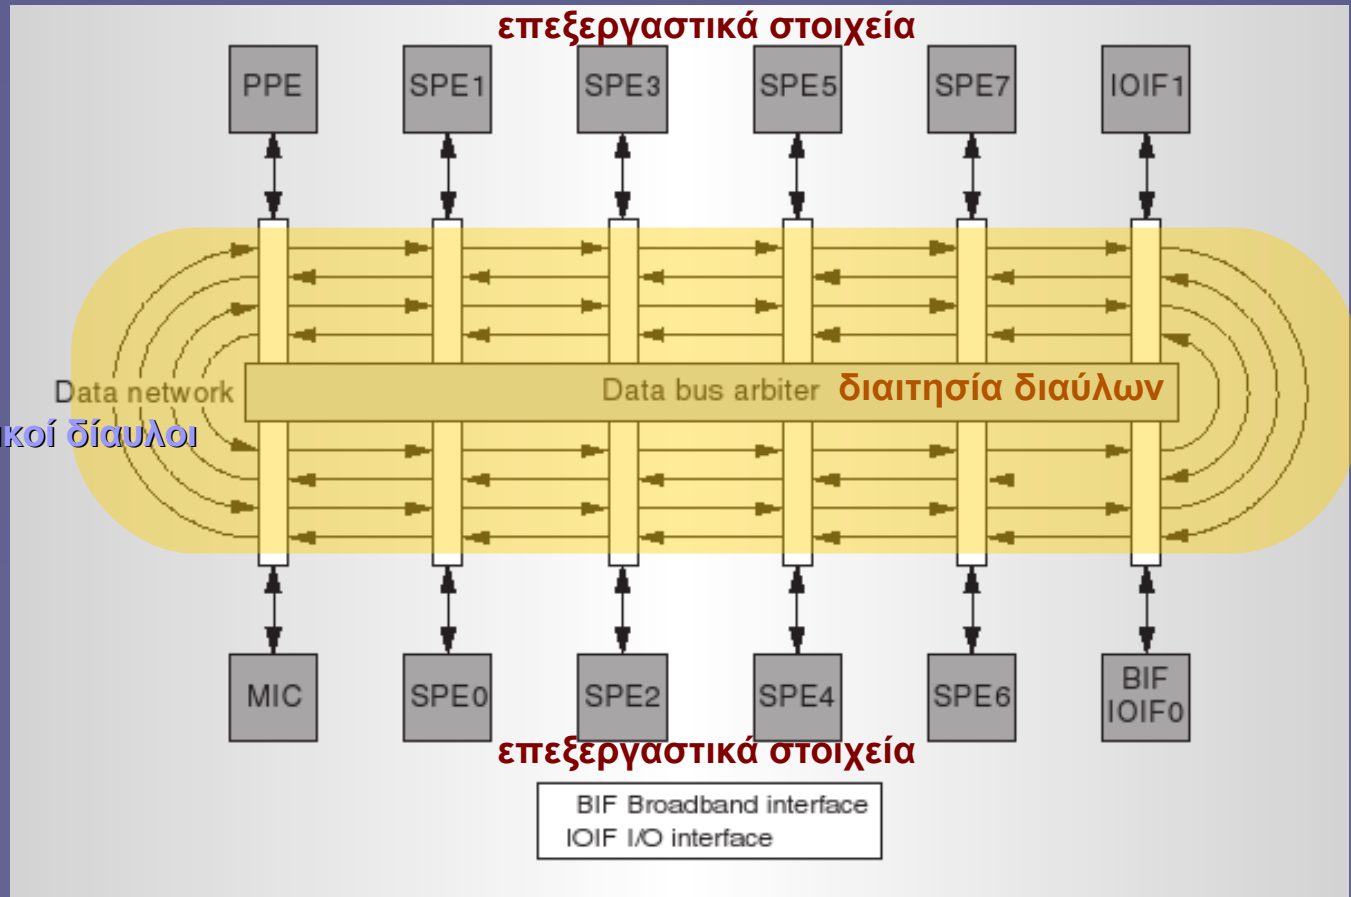 επεξεργαστικά στοιχεία
PPE SPE1 SPE3 SPE5 SPE7 IOIF1
Data network
Data bus arbiter διαιτησία διαύλων
δίαυλοι
MIC SPE0 SPE2 SPE4 SPE6 BIF
IOIF0
επεξεργαστικά στοιχεία
BIF Broadband interface
IOIF I/O interface